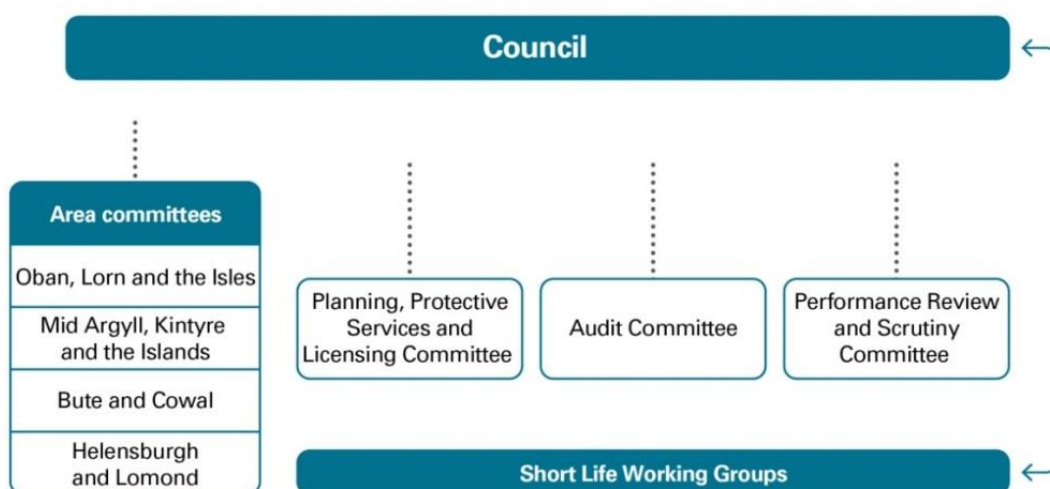 Council
Area committees
Oban, Lorn and the Isles
Mid Argyll, Kintyre
and the Islands
Bute and Cowal
Helensburgh
and Lomond
Planning, Protective
Services and
Licensing Committee
Audit Committee
Performance Review
and Scrutiny
Committee
Short Life Working Groups